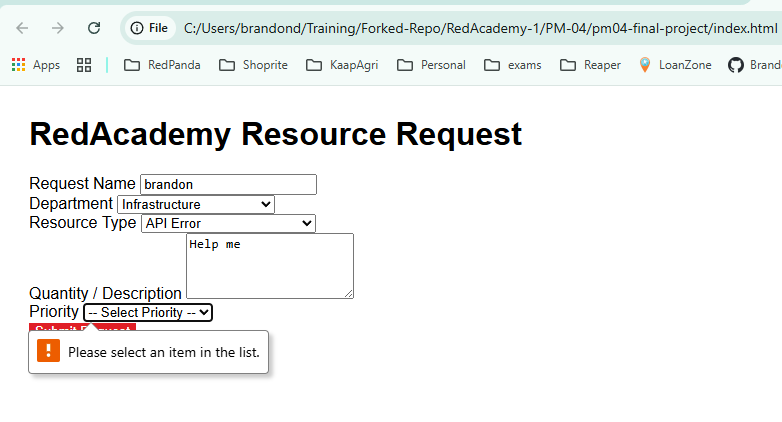 File C:/Users/brandond/Training/Forked-Repo/RedAcademy-1/PM-04/pm04-final-project/index.html
Apps RedPanda Shoprite KaapAgri Personal exams Reaper LoanZone Brand
RedAcademy Resource Request
Request Name brandon
Department Infrastructure
Resource Type API Error
Help me
Quantity / Description
Priority -- Select Priority --
Submit Request
Please select an item in the list.